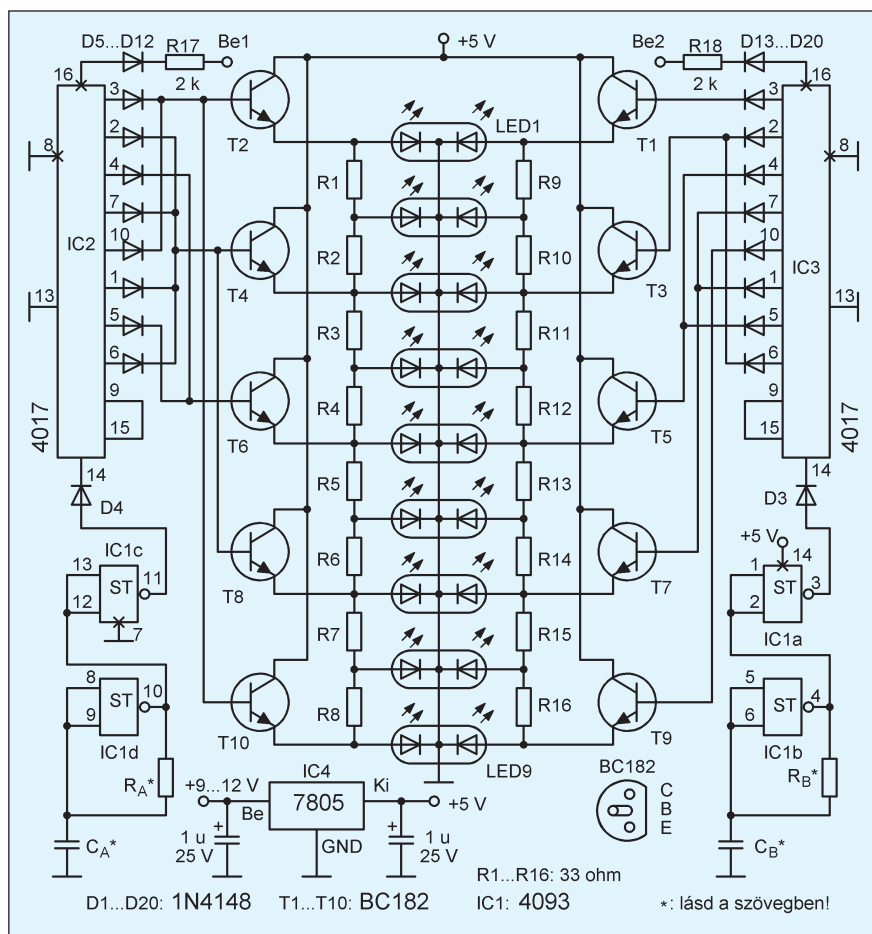 D5...D12 R17 Be1 +5 V Be2 R18 D13...D20
16 2 k 2 k 16
3 T2 LED1 T1 3
8 2 2 8
4 R1 R9 4
7 7
IC2 10 R2 R10 10 IC3
13 1 T4 T3 1 13
5 R3 R11 5
6 6
9 R4 R12 9
4017 15 T6 T5 15 4017
14 R5 R13 14
D4 D3
+5 V
13 IC1c 11 R6 R14 1 14 3
ST T8 T7 ST
12 2
7 R7 R15 IC1a
8 10 5 4
ST ST
9 R8 R16 6
IC1d T10 LED9 T9 IC1b
RA* IC4 BC182 RB*
+9...12 V 7805 Ki +5 V C
Be B
1 u GND 1 u E
25 V 25 V
CA* CB*
R1...R16: 33 ohm
D1...D20: 1N4148 T1...T10: BC182 IC1: 4093 *: lásd a szövegben!
+ +